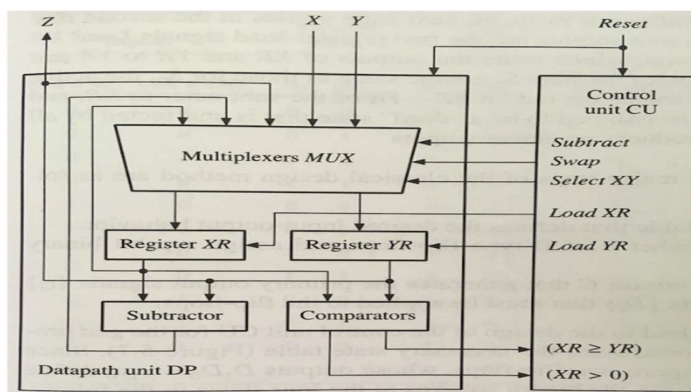 Z
X Y
Reset
Control
unit CU
Subtract
Multiplexers MUX
Swap
Select XY
Load XR
Register XR
Register YR
Load YR
Subtractor
Comparators
(XR ≥ YR)
Datapath unit DP
(XR > 0)